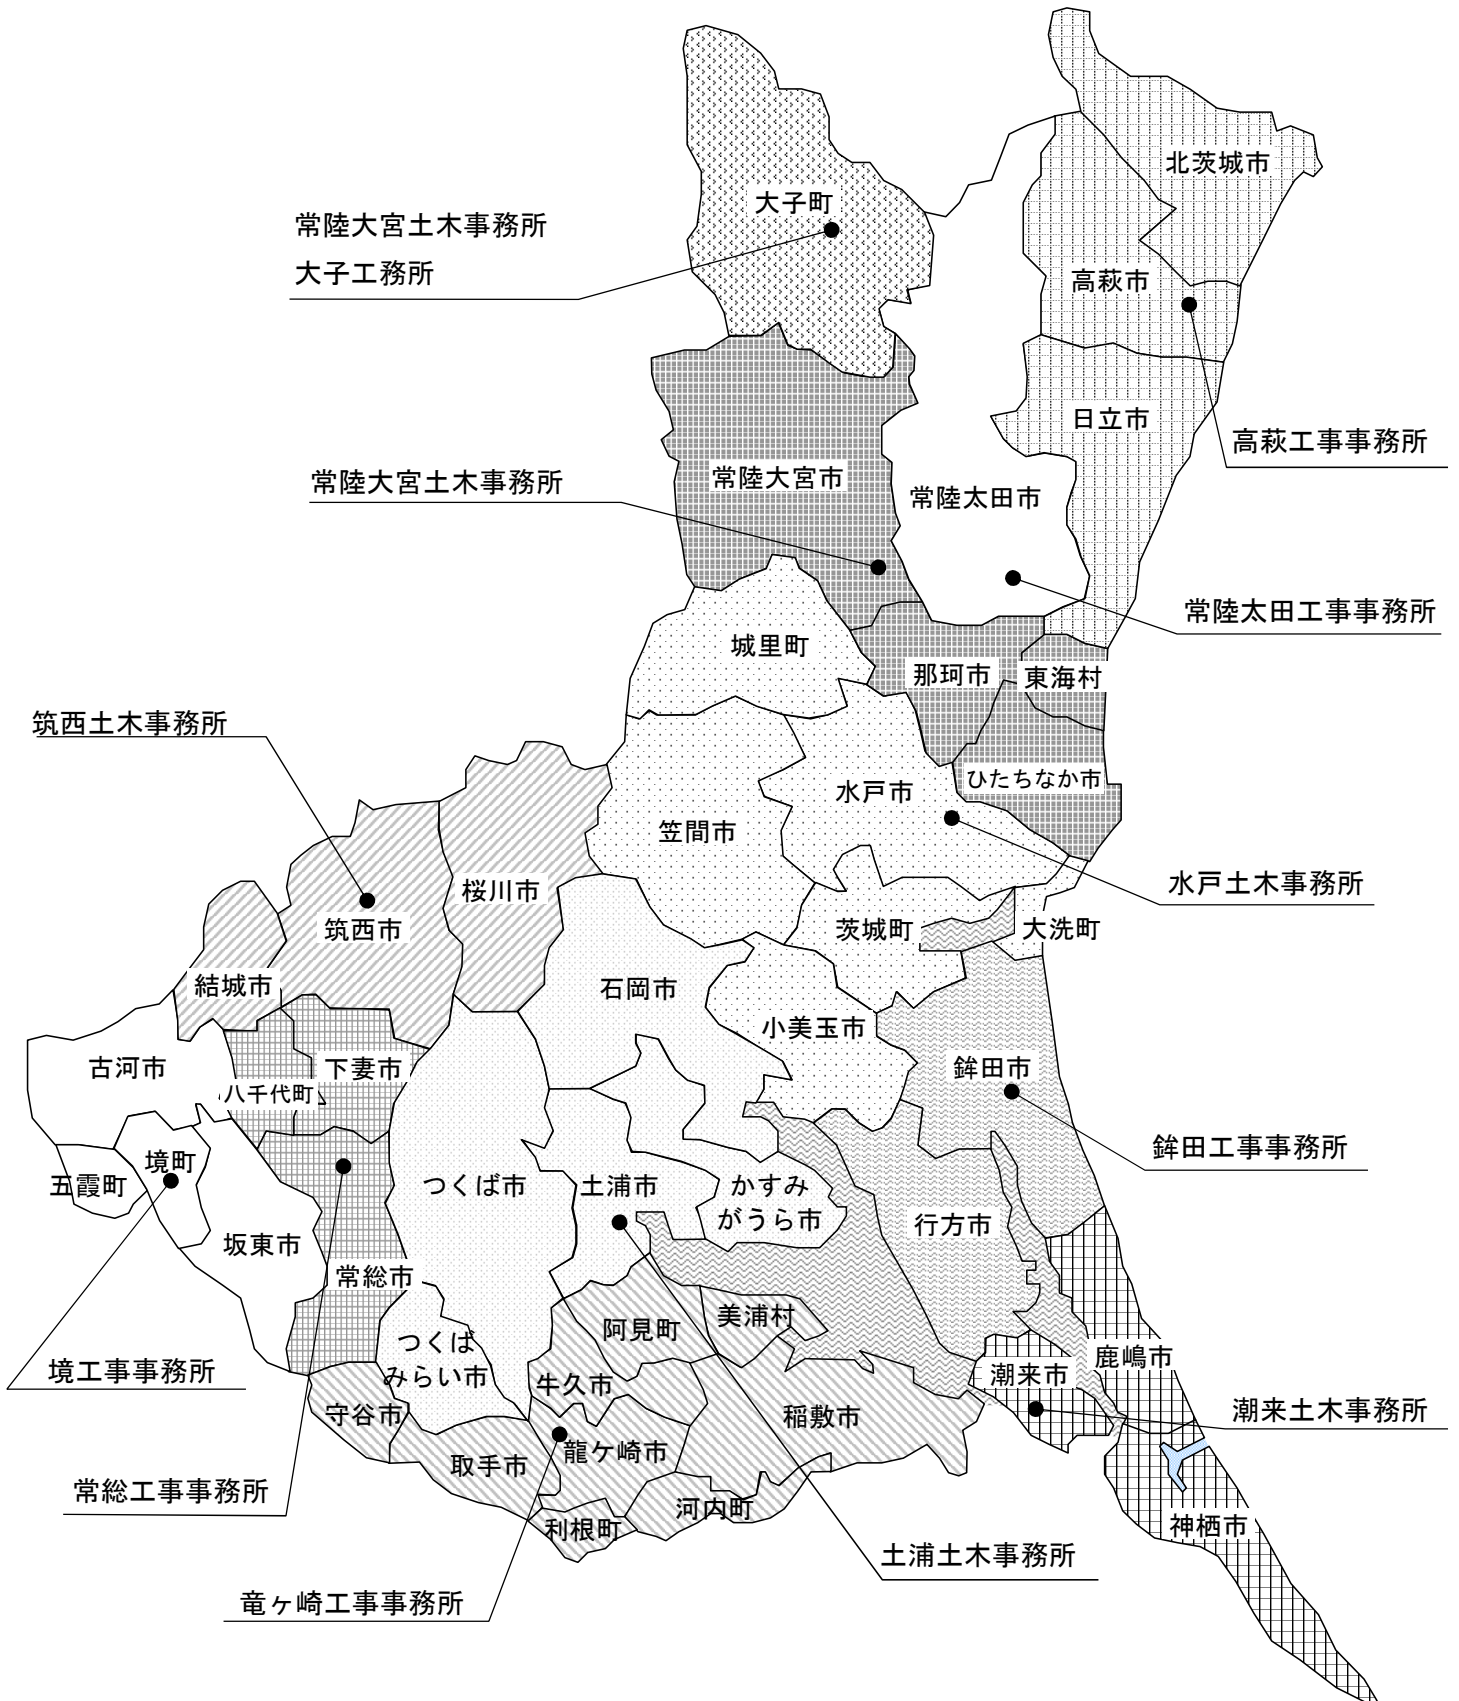 北茨城市
大子町
常陸大宮土木事務所
大子工務所
高萩市
日立市
高萩工事事務所
常陸大宮市
常陸大宮土木事務所
常陸太田市
常陸太田工事事務所
城里町
那珂市
東海村
筑西土木事務所
ひたちなか市
水戸市
笠間市
水戸土木事務所
桜川市
筑西市
茨城町
大洗町
結城市
石岡市
小美玉市
古河市
下妻市
八千代町
鉾田市
鉾田工事事務所
境町
五霞町
つくば市
土浦市
かすみ
がうら市
行方市
坂東市
常総市
美浦村
阿見町
つくば
みらい市
鹿嶋市
潮来市
境工事事務所
牛久市
守谷市
稲敷市
潮来土木事務所
龍ケ崎市
取手市
常総工事事務所
河内町
利根町
神栖市
土浦土木事務所
竜ヶ崎工事事務所